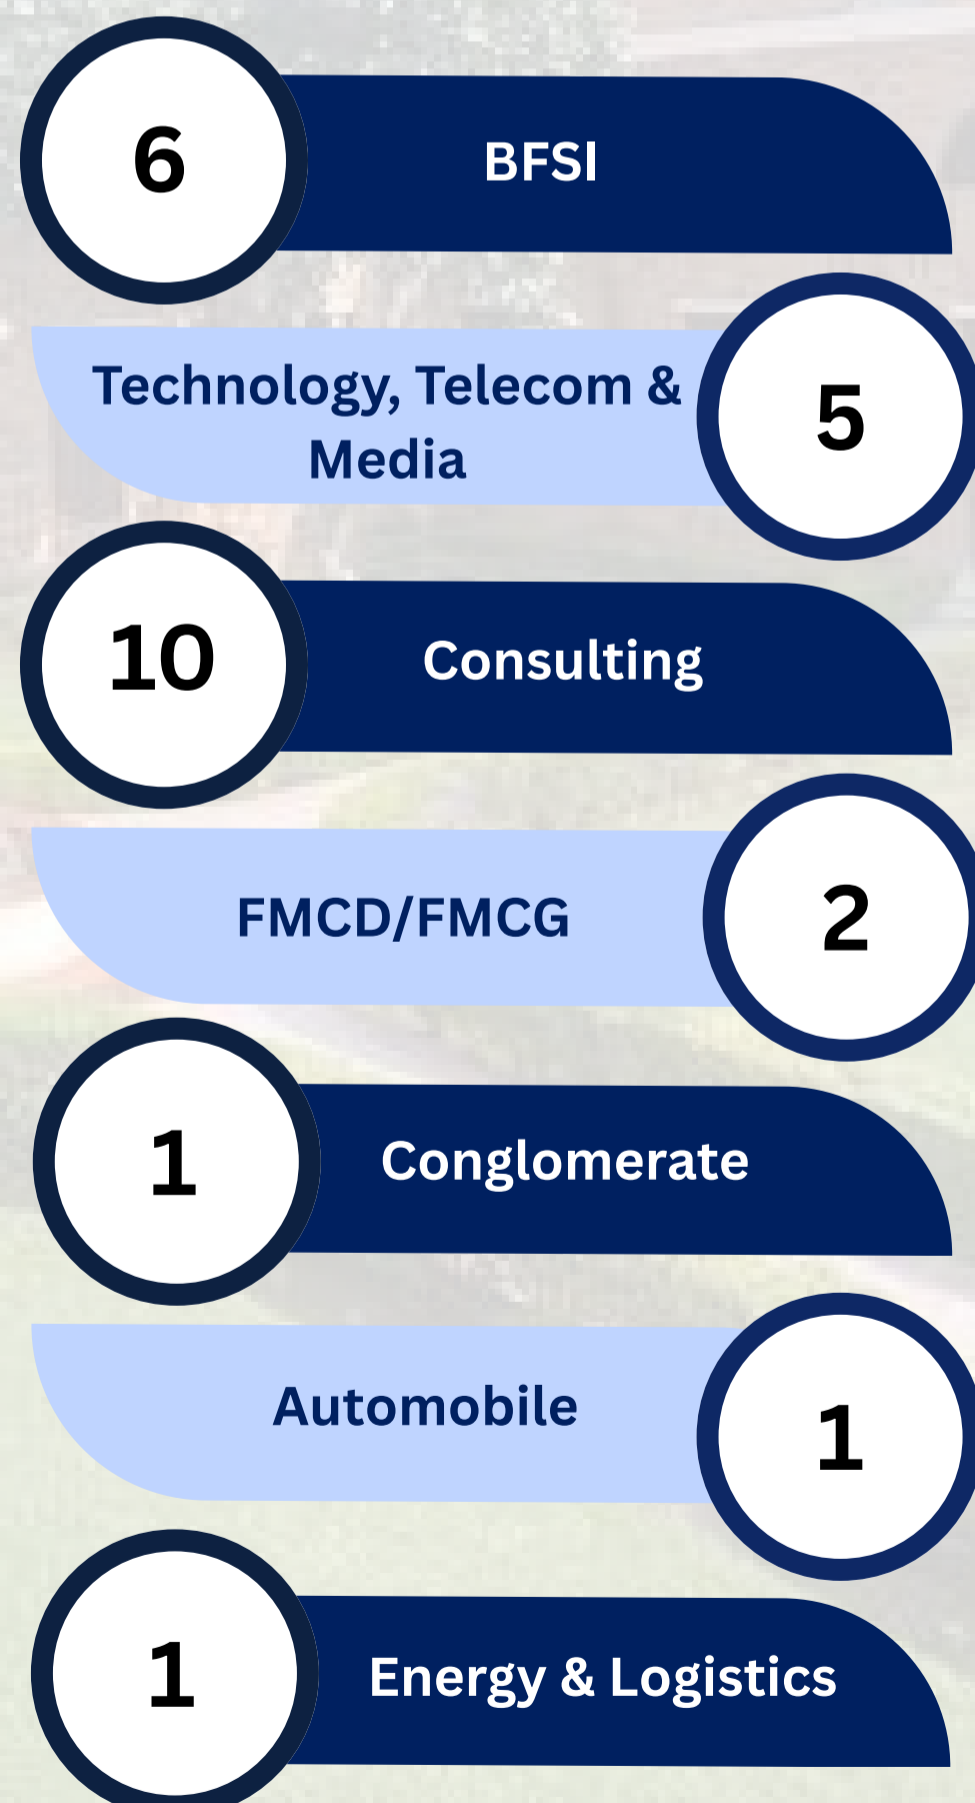 6
BFSI
Technology, Telecom &
Media
5
10
Consulting
FMCD/FMCG
2
1
Conglomerate
Automobile
1
1
Energy & Logistics